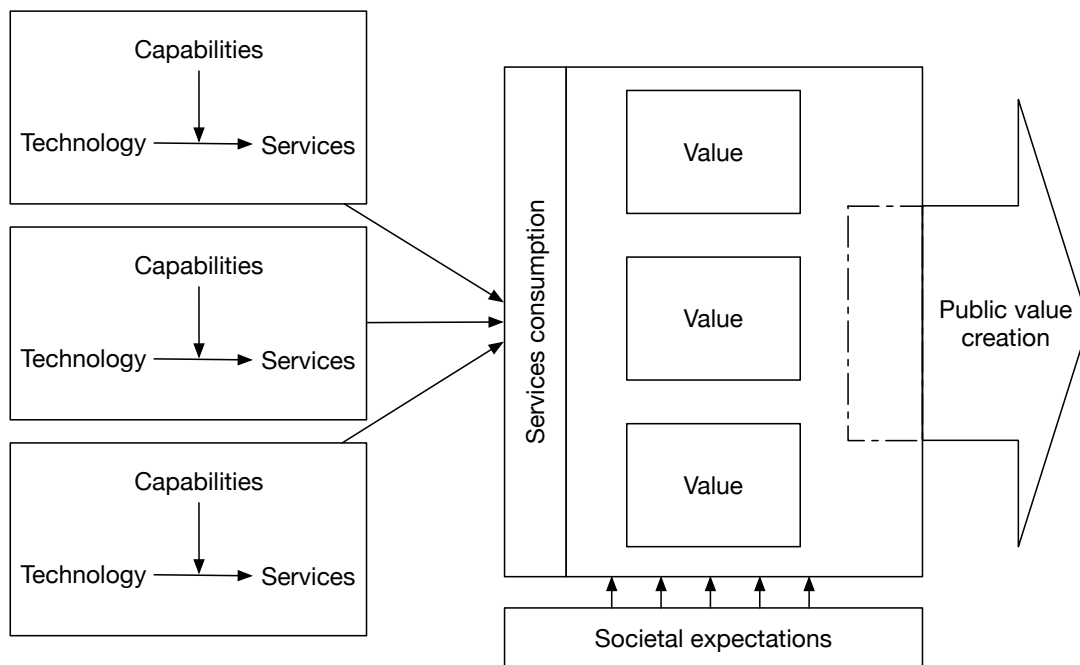 Capabilities
Technology
Services
Capabilities
Technology
Services
Capabilities
Technology
Services
Services consumption
Value
Value
Value
Public value
creation
Societal expectations